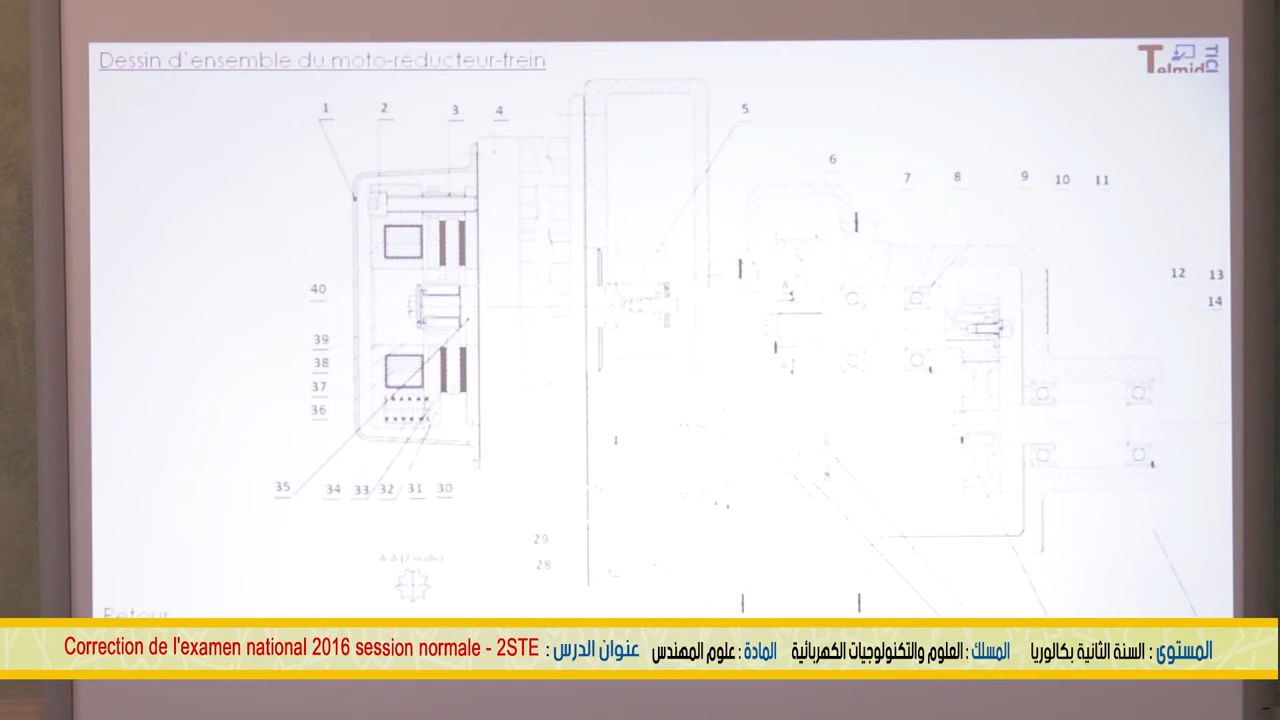 Dessin d'ensemble du moto-réducteur-frein
Telmid TICE
1 2 3 4 5
6
7 8 9 10 11
12 13
14
40
39
38
37
36
35 34 33 32 31 30
29
28
Retour
Correction de l'examen national 2016 session normale - 2STE : عنوان الدرس المادة : علوم المهندس المسلك : العلوم والتكنولوجيات الكهربائية المستوى : السنة الثانية بكالوريا